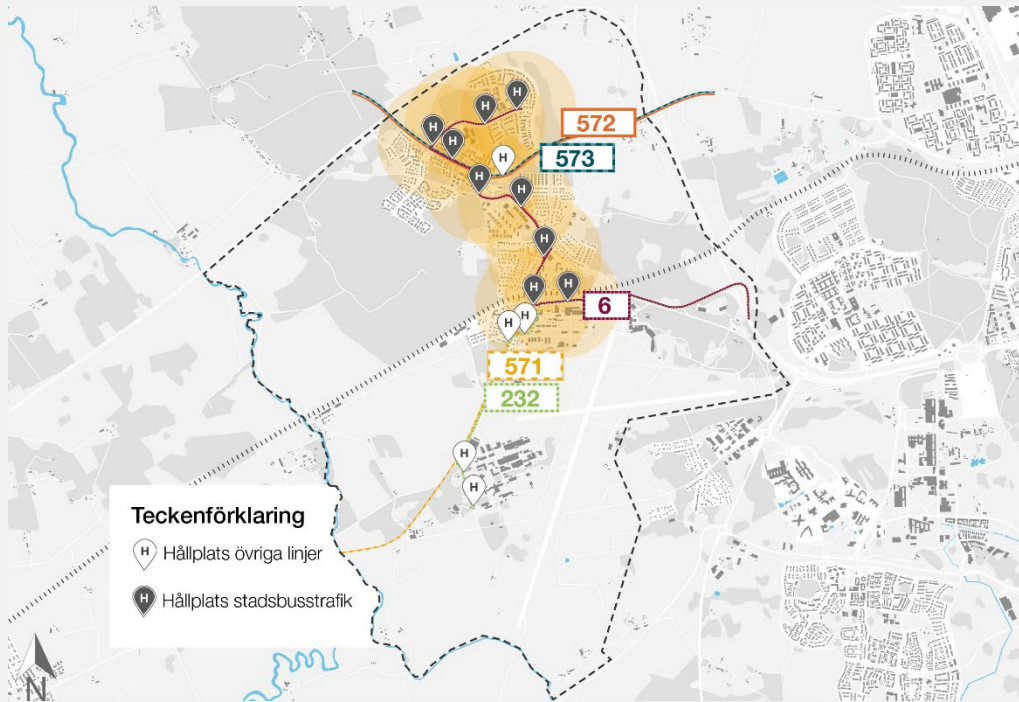 H
H
H
H
572
H
573
H
H
H
H
H
6
H
H
571
232
H
H
Teckenförklaring
H Hållplats övriga linjer
H Hållplats stadsbusstrafik
N